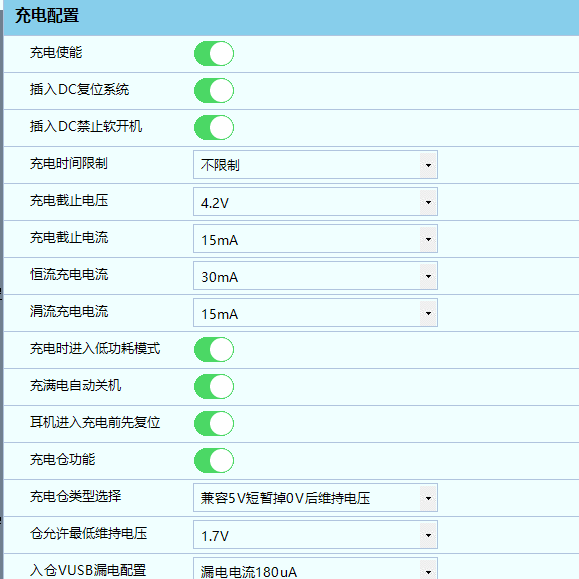 充电配置
充电使能
插入DC复位系统
插入DC禁止软开机
充电时间限制 不限制
充电截止电压 4.2V
充电截止电流 15mA
恒流充电电流 30mA
涓流充电电流 15mA
充电时进入低功耗模式
充满电自动关机
耳机进入充电前先复位
充电仓功能
充电仓类型选择 兼容5V短暂掉0V后维持电压
仓允许最低维持电压 1.7V
入仓VUSB漏电配置 漏电电流180uA